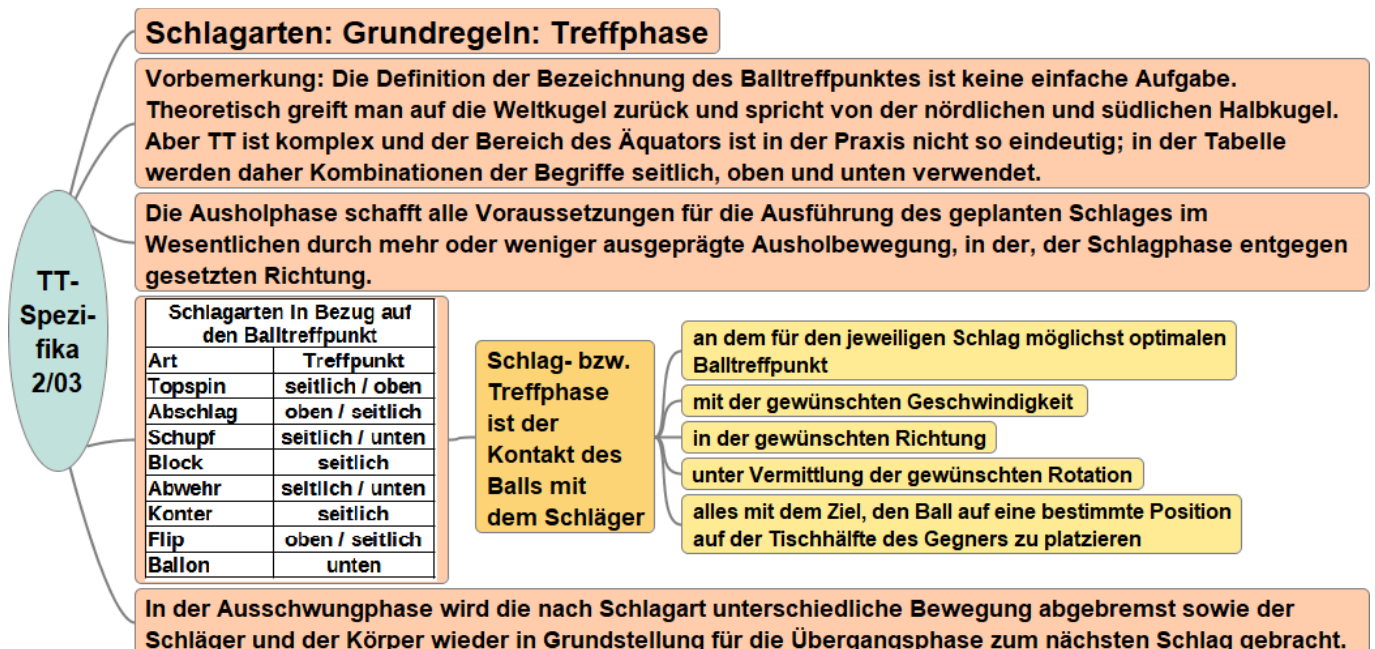 Schlagarten: Grundregeln: Treffphase
Vorbemerkung: Die Definition der Bezeichnung des Balltreffpunktes ist keine einfache Aufgabe.
Theoretisch greift man auf die Weltkugel zurück und spricht von der nördlichen und südlichen Halbkugel.
Aber TT ist komplex und der Bereich des Äquators ist in der Praxis nicht so eindeutig; in der Tabelle
werden daher Kombinationen der Begriffe seitlich, oben und unten verwendet.
Die Ausholphase schafft alle Voraussetzungen für die Ausführung des geplanten Schlages im
Wesentlichen durch mehr oder weniger ausgeprägte Ausholbewegung, in der, der Schlagphase entgegen
gesetzten Richtung.
TT-
Spezi-
fika
2/03
Schlagarten In Bezug auf
den Balltreffpunkt
Art Treffpunkt
Topspin seitlich / oben
Abschlag oben / seitlich
Schupf seitlich / unten
Block seitlich
Abwehr seitlich / unten
Konter seitlich
Flip oben / seitlich
Ballon unten
Schlag- bzw.
Treffphase
ist der
Kontakt des
Balls mit
dem Schläger
an dem für den jeweiligen Schlag möglichst optimalen
Balltreffpunkt
mit der gewünschten Geschwindigkeit
in der gewünschten Richtung
unter Vermittlung der gewünschten Rotation
alles mit dem Ziel, den Ball auf eine bestimmte Position
auf der Tischhälfte des Gegners zu platzieren
In der Ausschwungphase wird die nach Schlagart unterschiedliche Bewegung abgebremst sowie der
Schläger und der Körper wieder in Grundstellung für die Übergangsphase zum nächsten Schlag gebracht.